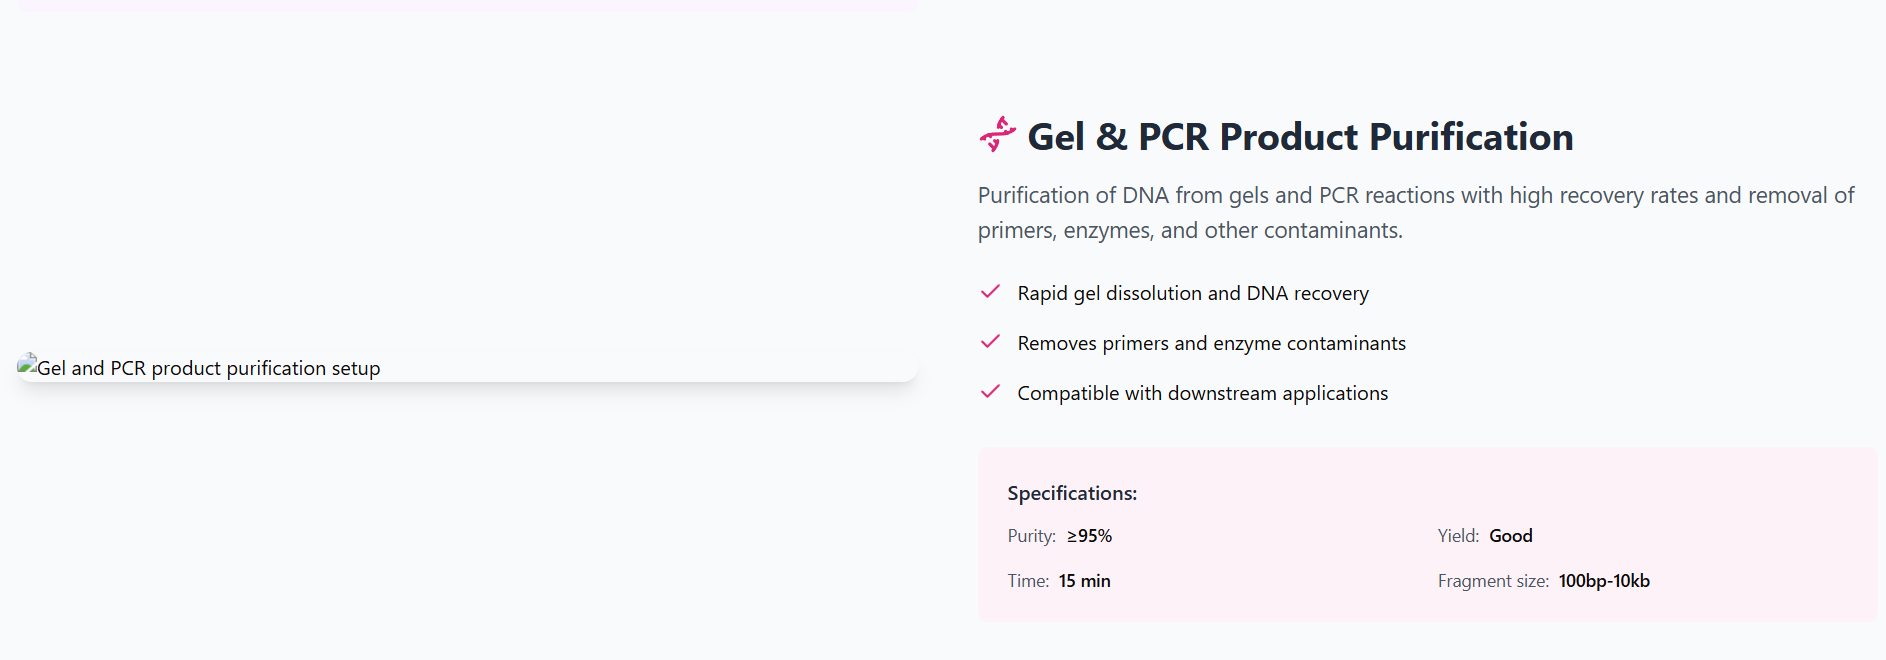 Gel and PCR product purification setup
Gel & PCR Product Purification
Purification of DNA from gels and PCR reactions with high recovery rates and removal of
primers, enzymes, and other contaminants.
Rapid gel dissolution and DNA recovery
Removes primers and enzyme contaminants
Compatible with downstream applications
Specifications:
Purity: ≥95%
Yield: Good
Time: 15 min
Fragment size: 100bp-10kb